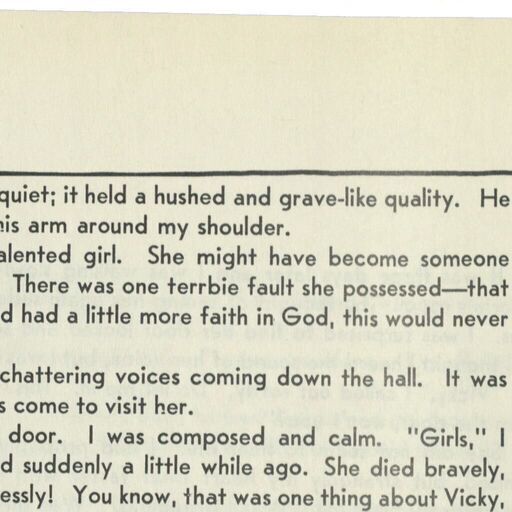 quiet; it held a hushed and grave-like quality. He
his arm around my shoulder.
alented girl. She might have become someone
There was one terrbie fault she possessed—that
d had a little more faith in God, this would never
chattering voices coming down the hall. It was
s come to visit her.
door. I was composed and calm. "Girls," I
d suddenly a little while ago. She died bravely,
essly! You know, that was one thing about Vicky,